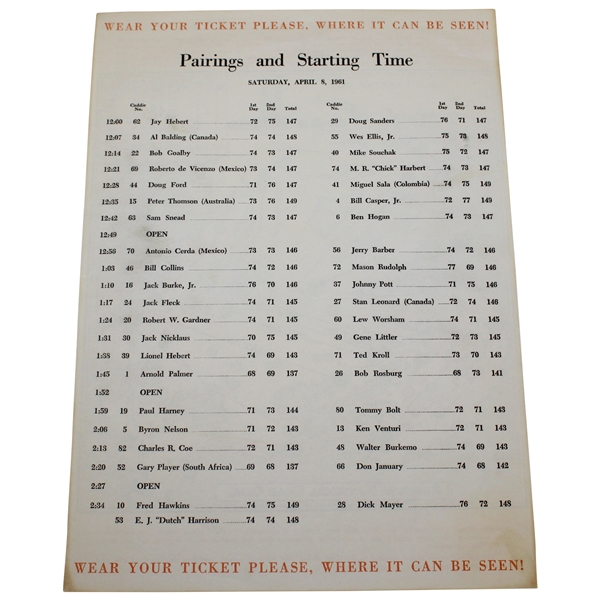 WEAR YOUR TICKET PLEASE, WHERE IT CAN BE SEEN!
Pairings and Starting Time
SATURDAY, APRIL 8, 1961
Caddie No. 1st Day 2nd Day Total Caddie No. 1st Day 2nd Day Total
12:00 62 Jay Hebert 72 75 147 29 Doug Sanders 76 71 147
12:07 34 Al Balding (Canada) 74 74 148 55 Wes Ellis, Jr. 75 73 148
12:14 22 Bob Goalby 74 73 147 40 Mike Souchak 75 72 147
12:21 69 Roberto de Vicenzo (Mexico) 73 74 147 74 M. R. "Chick" Harbert 74 73 147
12:28 44 Doug Ford 71 76 147 41 Miguel Sala (Colombia) 74 75 149
12:35 15 Peter Thomson (Australia) 73 76 149 4 Bill Casper, Jr. 72 77 149
12:42 63 Sam Snead 74 73 147 6 Ben Hogan 74 73 147
12:49 OPEN
12:56 70 Antonio Cerda (Mexico) 73 73 146 56 Jerry Barber 74 72 146
1:03 46 Bill Collins 74 72 146 72 Mason Rudolph 77 69 146
1:10 16 Jack Burke, Jr. 76 70 146 37 Johnny Pott 71 75 146
1:17 24 Jack Fleck 74 71 145 27 Stan Leonard (Canada) 72 74 146
1:24 20 Robert W. Gardner 74 71 145 60 Lew Worsham 74 71 145
1:31 30 Jack Nicklaus 70 75 145 49 Gene Littler 72 73 145
1:38 39 Lionel Hebert 74 69 143 71 Ted Kroll 73 70 143
1:45 1 Arnold Palmer 68 69 137 26 Bob Rosburg 68 73 141
1:52 OPEN
1:59 19 Paul Harney 71 73 144 80 Tommy Bolt 72 71 143
2:06 5 Byron Nelson 71 72 143 13 Ken Venturi 72 71 143
2:13 82 Charles R. Coe 72 71 143 48 Walter Burkemo 74 69 143
2:20 52 Gary Player (South Africa) 69 68 137 66 Don January 74 68 142
2:27 OPEN
2:34 10 Fred Hawkins 74 75 149 28 Dick Mayer 76 72 148
53 E. J. "Dutch" Harrison 74 74 148
WEAR YOUR TICKET PLEASE, WHERE IT CAN BE SEEN!